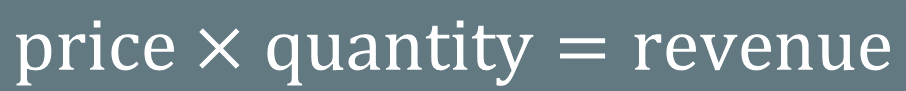 price × quantity = revenue